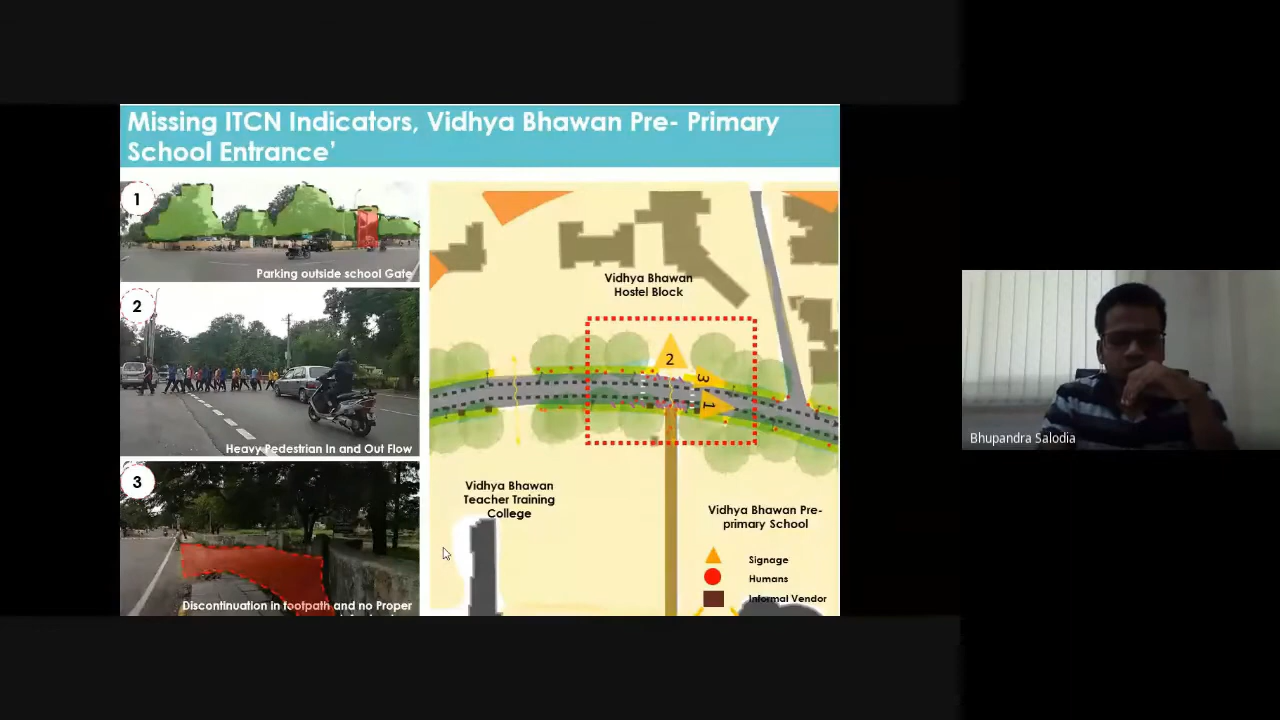 Missing ITCN Indicators, Vidhya Bhawan Pre- Primary
School Entrance’
1
Parking outside school Gate
2
Heavy Pedestrian In and Out Flow
3
Discontinuation in footpath and no Proper
Vidhya Bhawan
Hostel Block
2
3
1
Vidhya Bhawan
Teacher Training
College
Vidhya Bhawan Pre-
primary School
Signage
Humans
Informal Vendor
Bhupandra Salodia